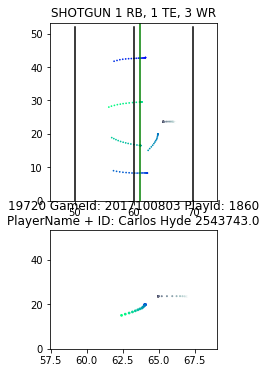 SHOTGUN 1 RB, 1 TE, 3 WR
50
40
30
20
10
0
50 60 70
19720 GameId: 2017100803 PlayId: 1860
PlayerName + ID: Carlos Hyde 2543743.0
40
20
0
57.5 60.0 62.5 65.0 67.5